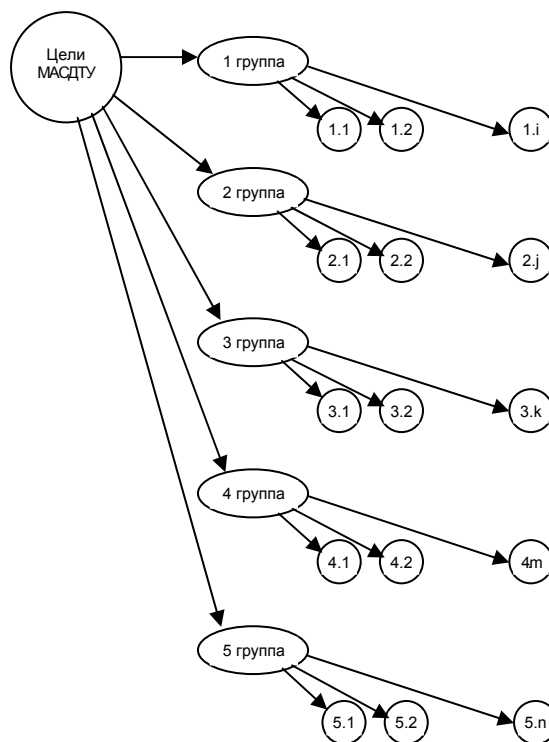 Цели
МАСДТУ
1 группа
1.1
1.2
1.i
2 группа
2.1
2.2
2.j
3 группа
3.1
3.2
3.k
4 группа
4.1
4.2
4m
5 группа
5.1
5.2
5.n